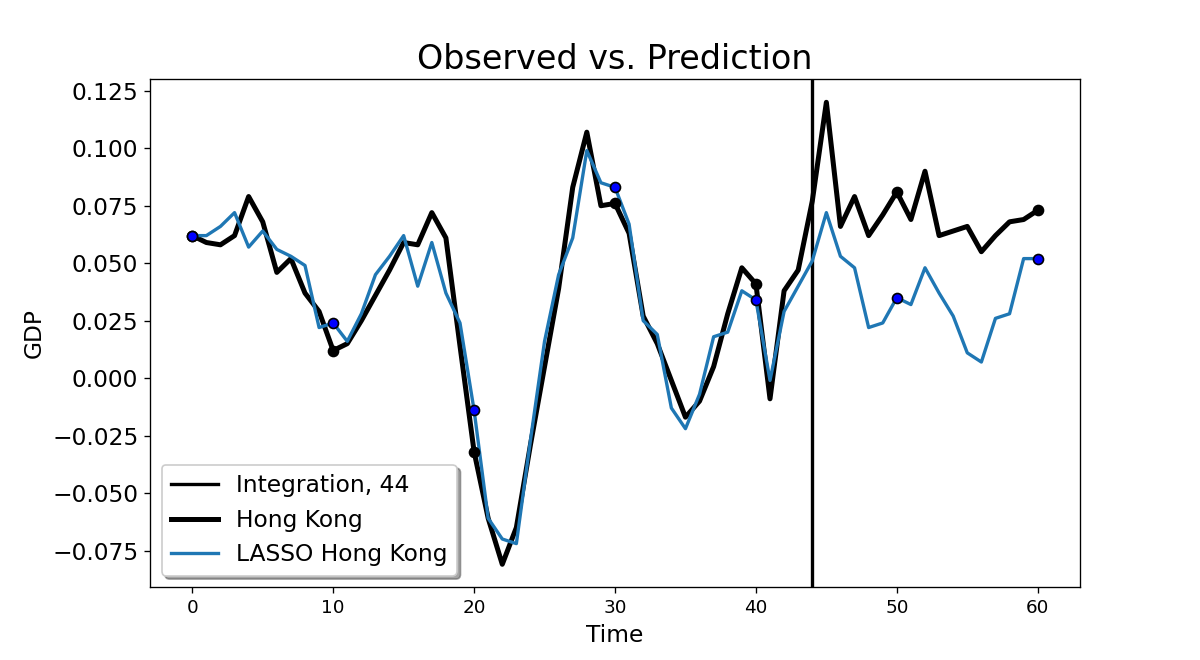 Observed vs. Prediction
0.125
0.100
0.075
0.050
0.025
0.000
−0.025
−0.050
−0.075
GDP
Integration, 44
Hong Kong
LASSO Hong Kong
0 10 20 30 40 50 60
Time